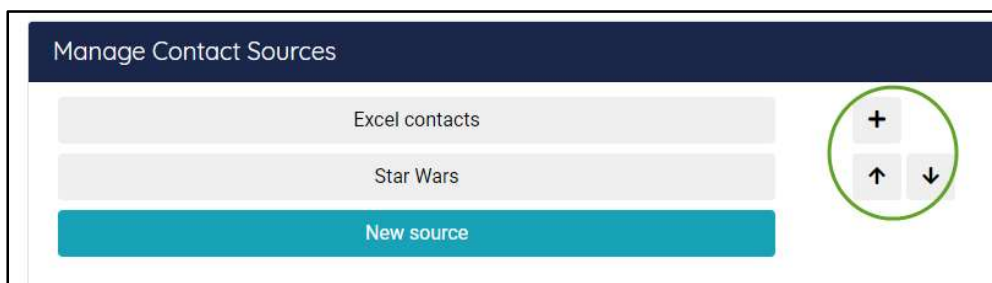 Manage Contact Sources
Excel contacts
Star Wars
New source